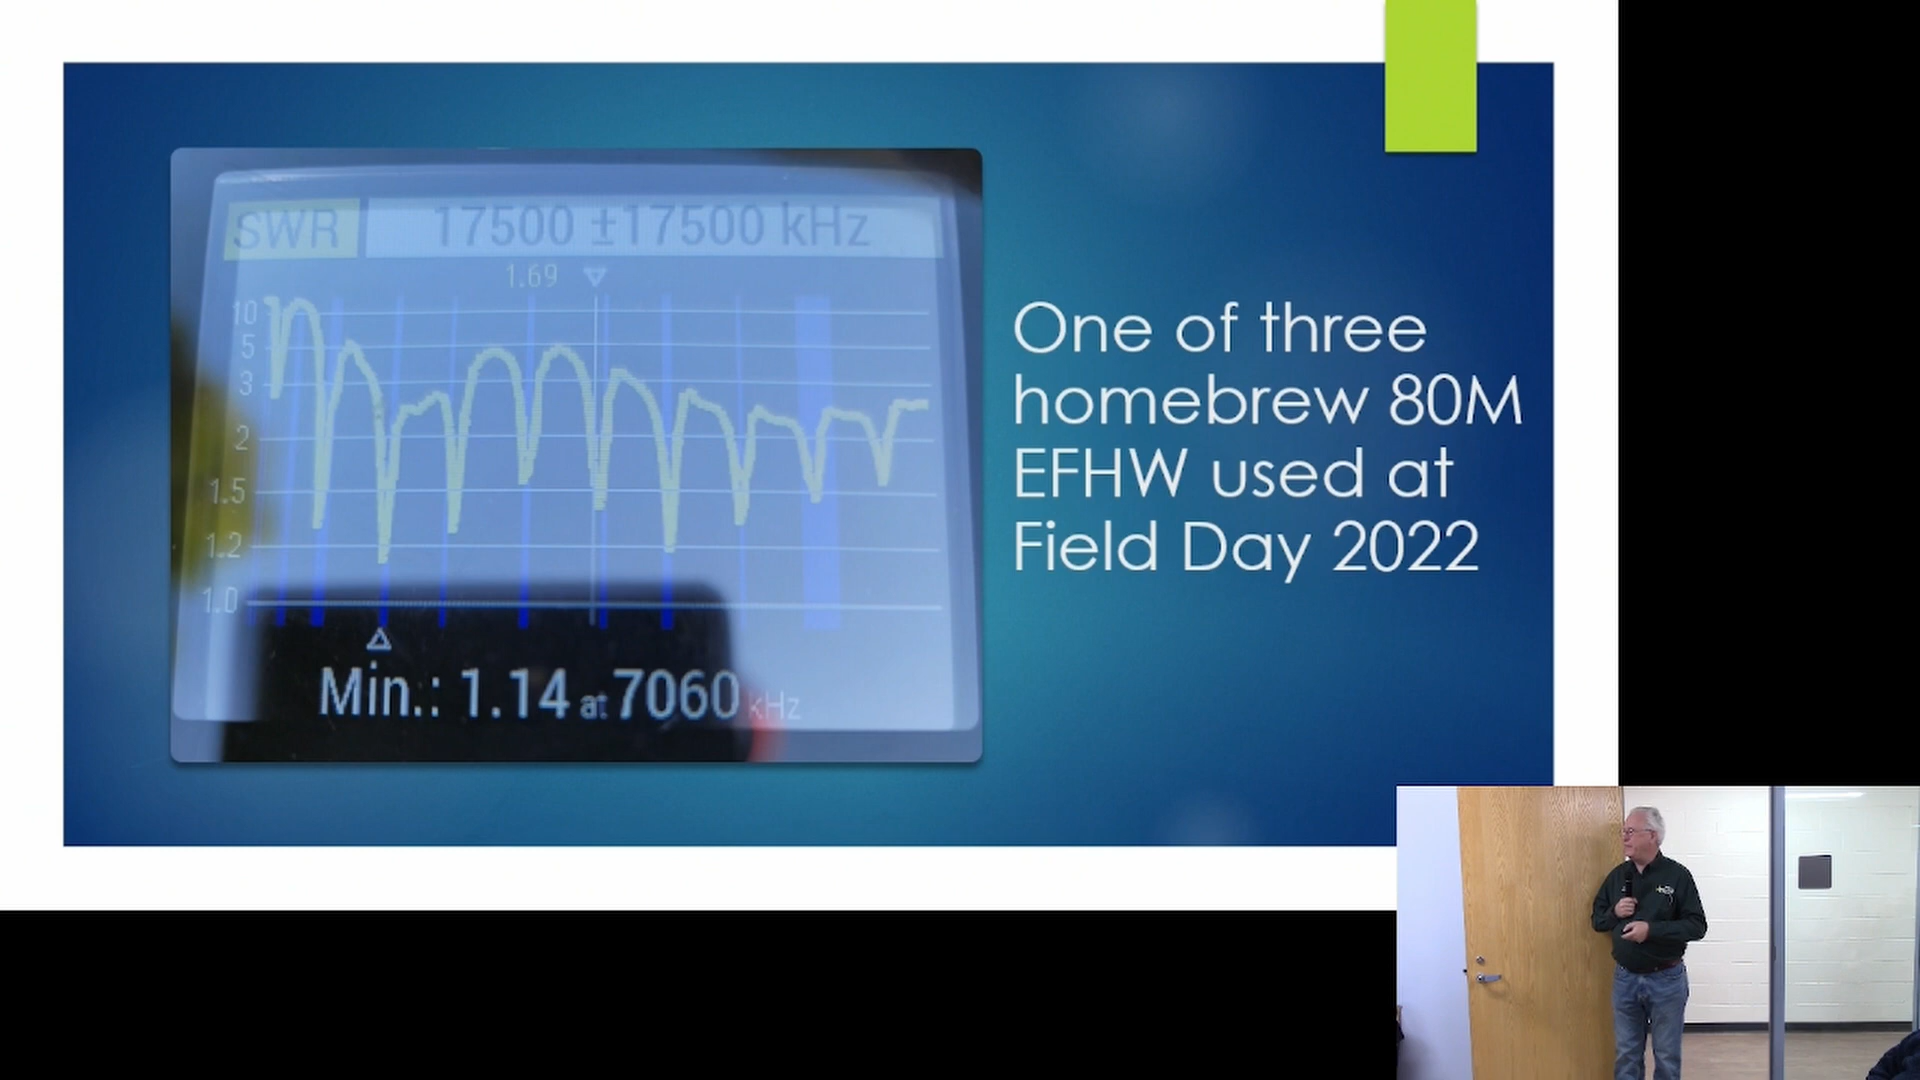 SWR 17500 ±17500 kHz
1.69
10
5
3
2
1.5
1.2
1.0
Min.: 1.14 at 7060 kHz
One of three
homebrew 80M
EFHW used at
Field Day 2022